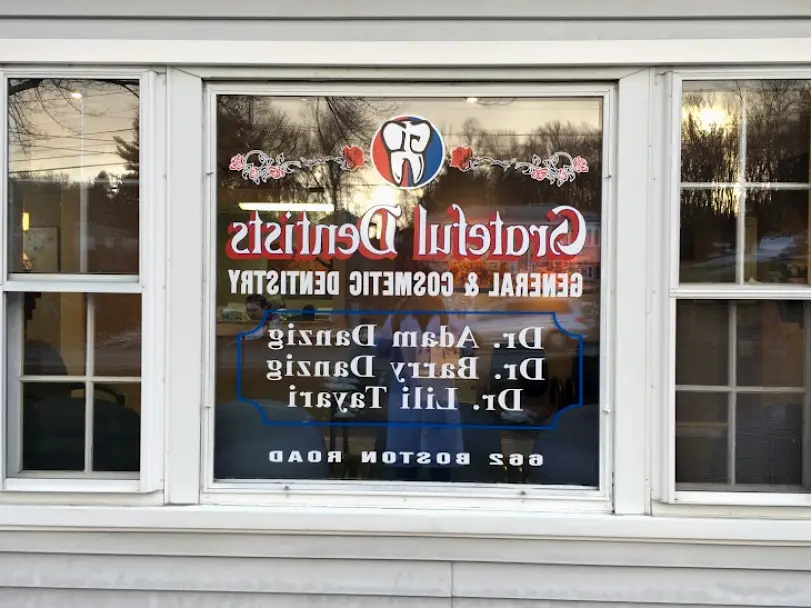 Grateful Dentists
GENERAL & COSMETIC DENTISTRY
Dr. Adam Danzig
Dr. Barry Danzig
Dr. Lili Tayari
662 BOSTON ROAD